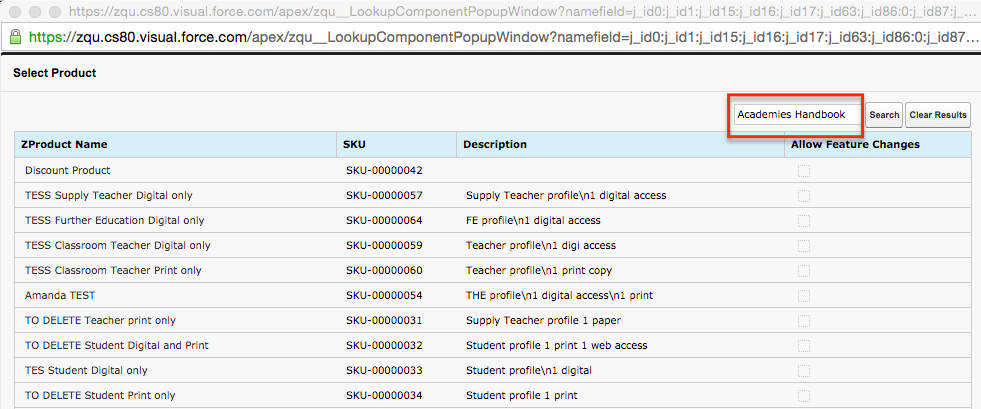 https://zqu.cs80.visual.force.com/apex/zqu__LookupComponentPopupWindow?namefield=j_id0:j_id1:j_id15:j_id16:j_id17:j_id63:j_id86:0:j_id87:j_...
https://zqu.cs80.visual.force.com/apex/zqu__LookupComponentPopupWindow?namefield=j_id0:j_id1:j_id15:j_id16:j_id17:j_id63:j_id86:0:j_id87...
Select Product
Academies Handbook Search Clear Results
ZProduct Name SKU Description Allow Feature Changes
Discount Product SKU-00000042
TESS Supply Teacher Digital only SKU-00000057 Supply Teacher profile\n1 digital access
TESS Further Education Digital only SKU-00000064 FE profile\n1 digital access
TESS Classroom Teacher Digital only SKU-00000059 Teacher profile\n1 digi access
TESS Classroom Teacher Print only SKU-00000060 Teacher profile\n1 print copy
Amanda TEST SKU-00000054 THE profile\n1 digital access\n1 print
TO DELETE Teacher print only SKU-00000031 Supply Teacher profile 1 paper
TO DELETE Student Digital and Print SKU-00000032 Student profile 1 print 1 web access
TES Student Digital only SKU-00000033 Student profile\n1 digital
TO DELETE Student Print only SKU-00000034 Student profile 1 print